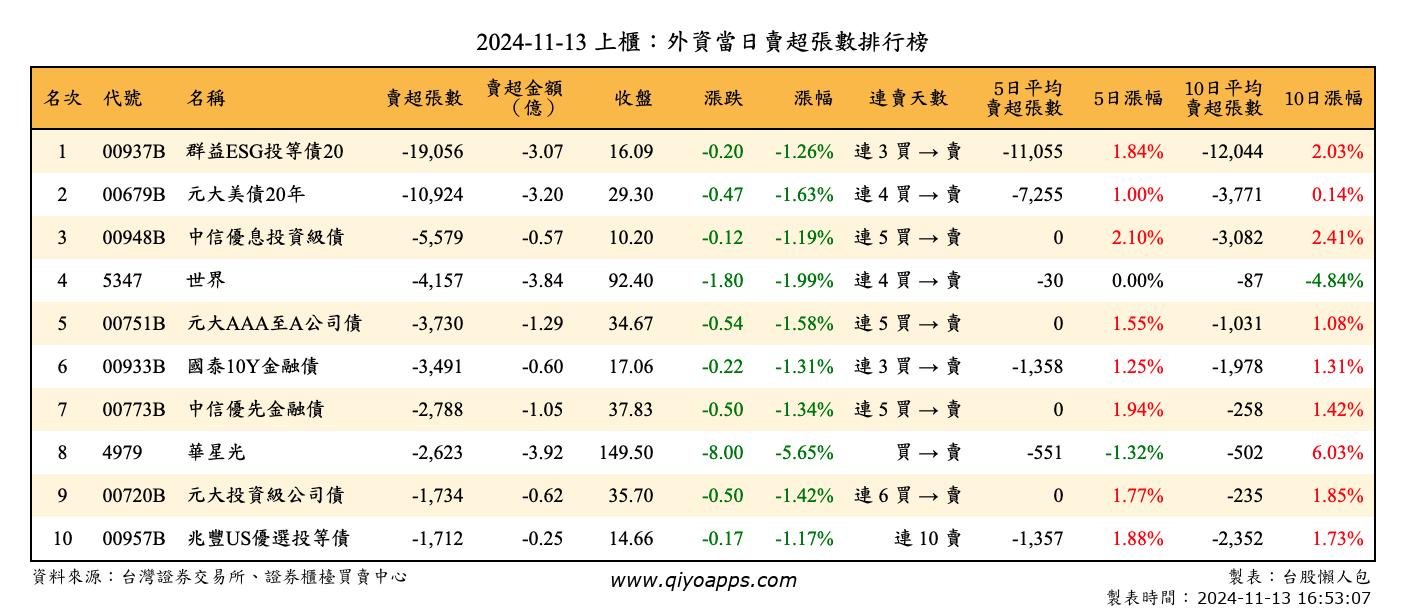 2024-11-13 上櫃：外資當日賣超張數排行榜
名次 代號 名稱 賣超張數 賣超金額（億） 收盤 漲跌 漲幅 連賣天數 5日平均賣超張數 5日漲幅 10日平均賣超張數 10日漲幅
1 00937B 群益ESG投等債20 -19,056 -3.07 16.09 -0.20 -1.26% 連 3 買 → 賣 -11,055 1.84% -12,044 2.03%
2 00679B 元大美債20年 -10,924 -3.20 29.30 -0.47 -1.63% 連 4 買 → 賣 -7,255 1.00% -3,771 0.14%
3 00948B 中信優息投資級債 -5,579 -0.57 10.20 -0.12 -1.19% 連 5 買 → 賣 0 2.10% -3,082 2.41%
4 5347 世界 -4,157 -3.84 92.40 -1.80 -1.99% 連 4 買 → 賣 -30 0.00% -87 -4.84%
5 00751B 元大AAA至A公司債 -3,730 -1.29 34.67 -0.54 -1.58% 連 5 買 → 賣 0 1.55% -1,031 1.08%
6 00933B 國泰10Y金融債 -3,491 -0.60 17.06 -0.22 -1.31% 連 3 買 → 賣 -1,358 1.25% -1,978 1.31%
7 00773B 中信優先金融債 -2,788 -1.05 37.83 -0.50 -1.34% 連 5 買 → 賣 0 1.94% -258 1.42%
8 4979 華星光 -2,623 -3.92 149.50 -8.00 -5.65% 買 → 賣 -551 -1.32% -502 6.03%
9 00720B 元大投資級公司債 -1,734 -0.62 35.70 -0.50 -1.42% 連 6 買 → 賣 0 1.77% -235 1.85%
10 00957B 兆豐US優選投等債 -1,712 -0.25 14.66 -0.17 -1.17% 連 10 賣 -1,357 1.88% -2,352 1.73%
資料來源：台灣證券交易所、證券櫃檯買賣中心 www.qiyoapps.com 製表：台股懶人包
製表時間：2024-11-13 16:53:07